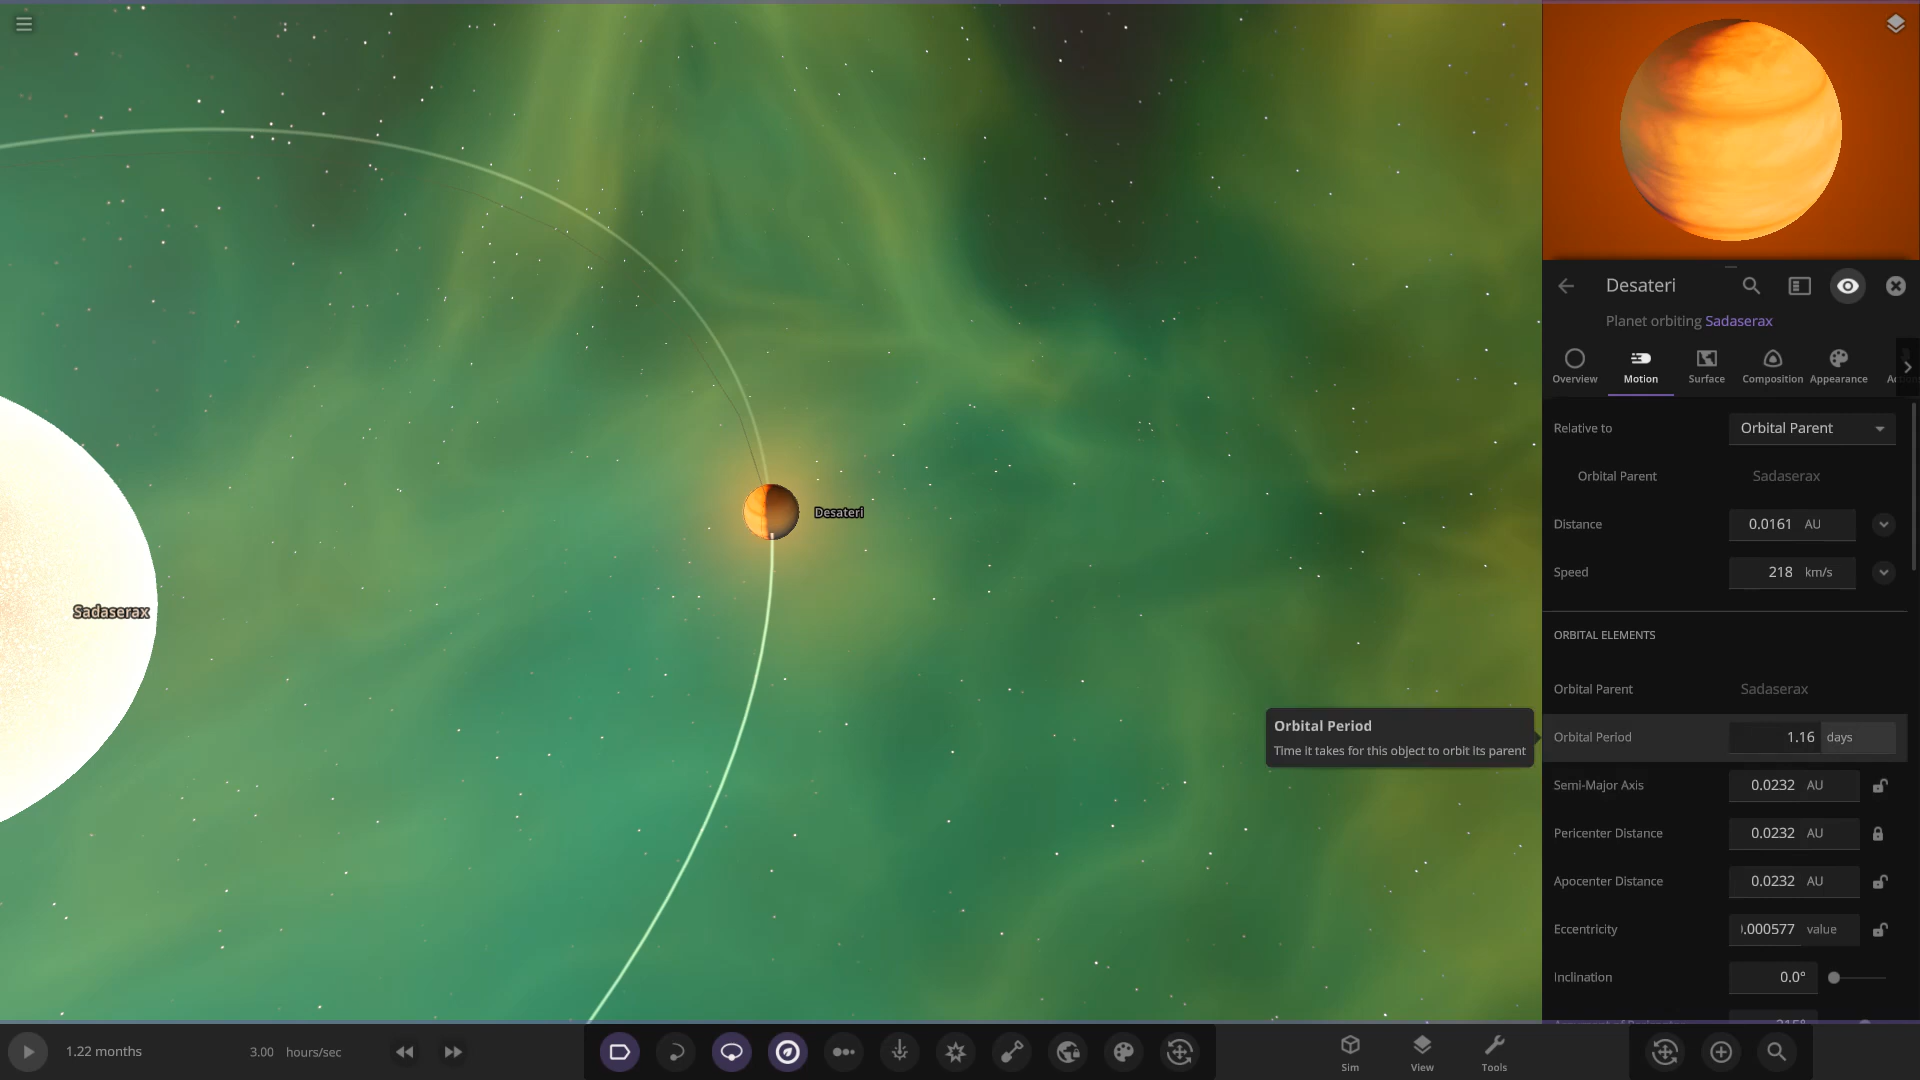 Desateri
Planet orbiting Sadaserax
Overview
Motion
Surface
Composition
Appearance
Relative to
Orbital Parent
Orbital Parent
Sadaserax
Distance
0.0161 AU
Speed
218 km/s
ORBITAL ELEMENTS
Orbital Parent
Sadaserax
Orbital Period
1.16 days
Semi-Major Axis
0.0232 AU
Pericenter Distance
0.0232 AU
Apocenter Distance
0.0232 AU
Eccentricity
.000577 value
Inclination
0.0°
Desateri
Sadaserax
Orbital Period
Time it takes for this object to orbit its parent
1.22 months
3.00 hours/sec
Sim
View
Tools